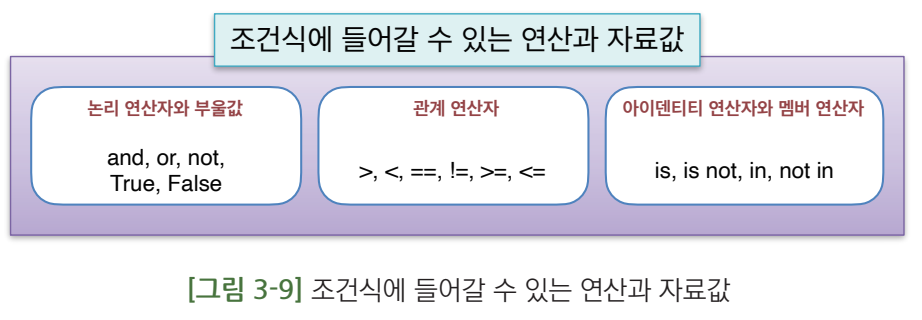 조건식에 들어갈 수 있는 연산과 자료값
논리 연산자와 부울값
and, or, not,
True, False
관계 연산자
>, <, ==, !=, >=, <=
아이덴티티 연산자와 멤버 연산자
is, is not, in, not in
[그림 3-9] 조건식에 들어갈 수 있는 연산과 자료값